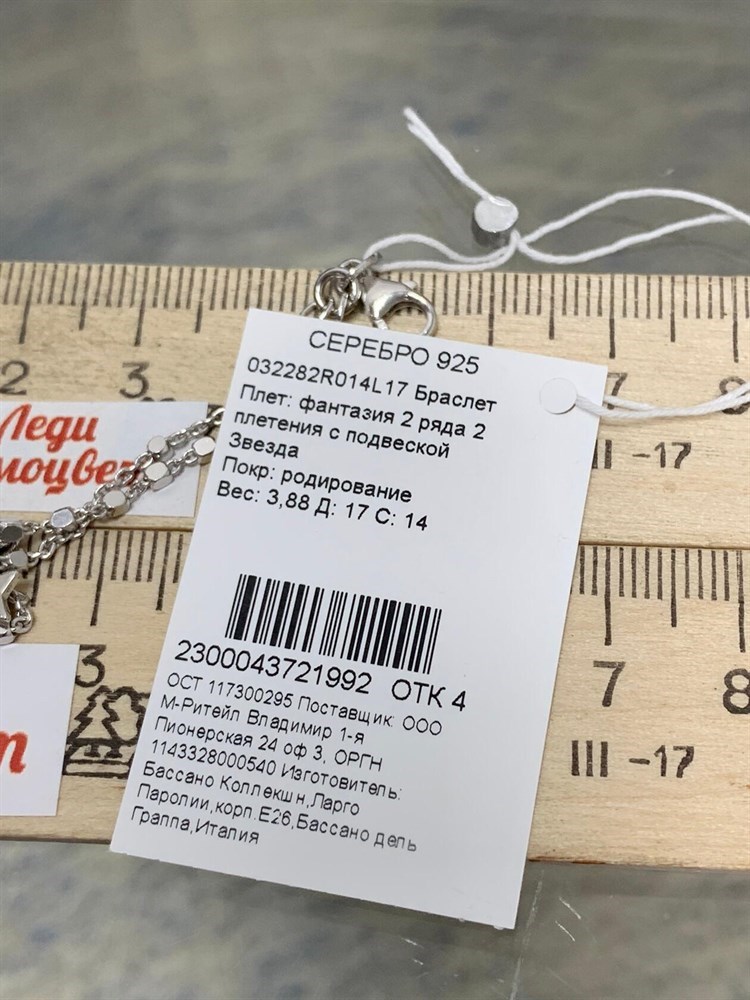 СЕРЕБРО 925
032282R014L17 Браслет
Плет: фантазия 2 ряда 2
плетения с подвеской
Звезда
Покр: родирование
Вес: 3,88 Д: 17 С: 14
2300043721992 ОТК 4
ОСТ 117300295 Поставщик: ООО
М-Ритейл Владимир 1-я
Пионерская 24 оф 3, ОРГН
1143328000540 Изготовитель:
Бассано Коллекшн,Ларго
Паролии,корп.Е26,Бассано дель
Граппа,Италия
2 3 7
Леди
моцвет
II -17
3 7 8
т
III -17